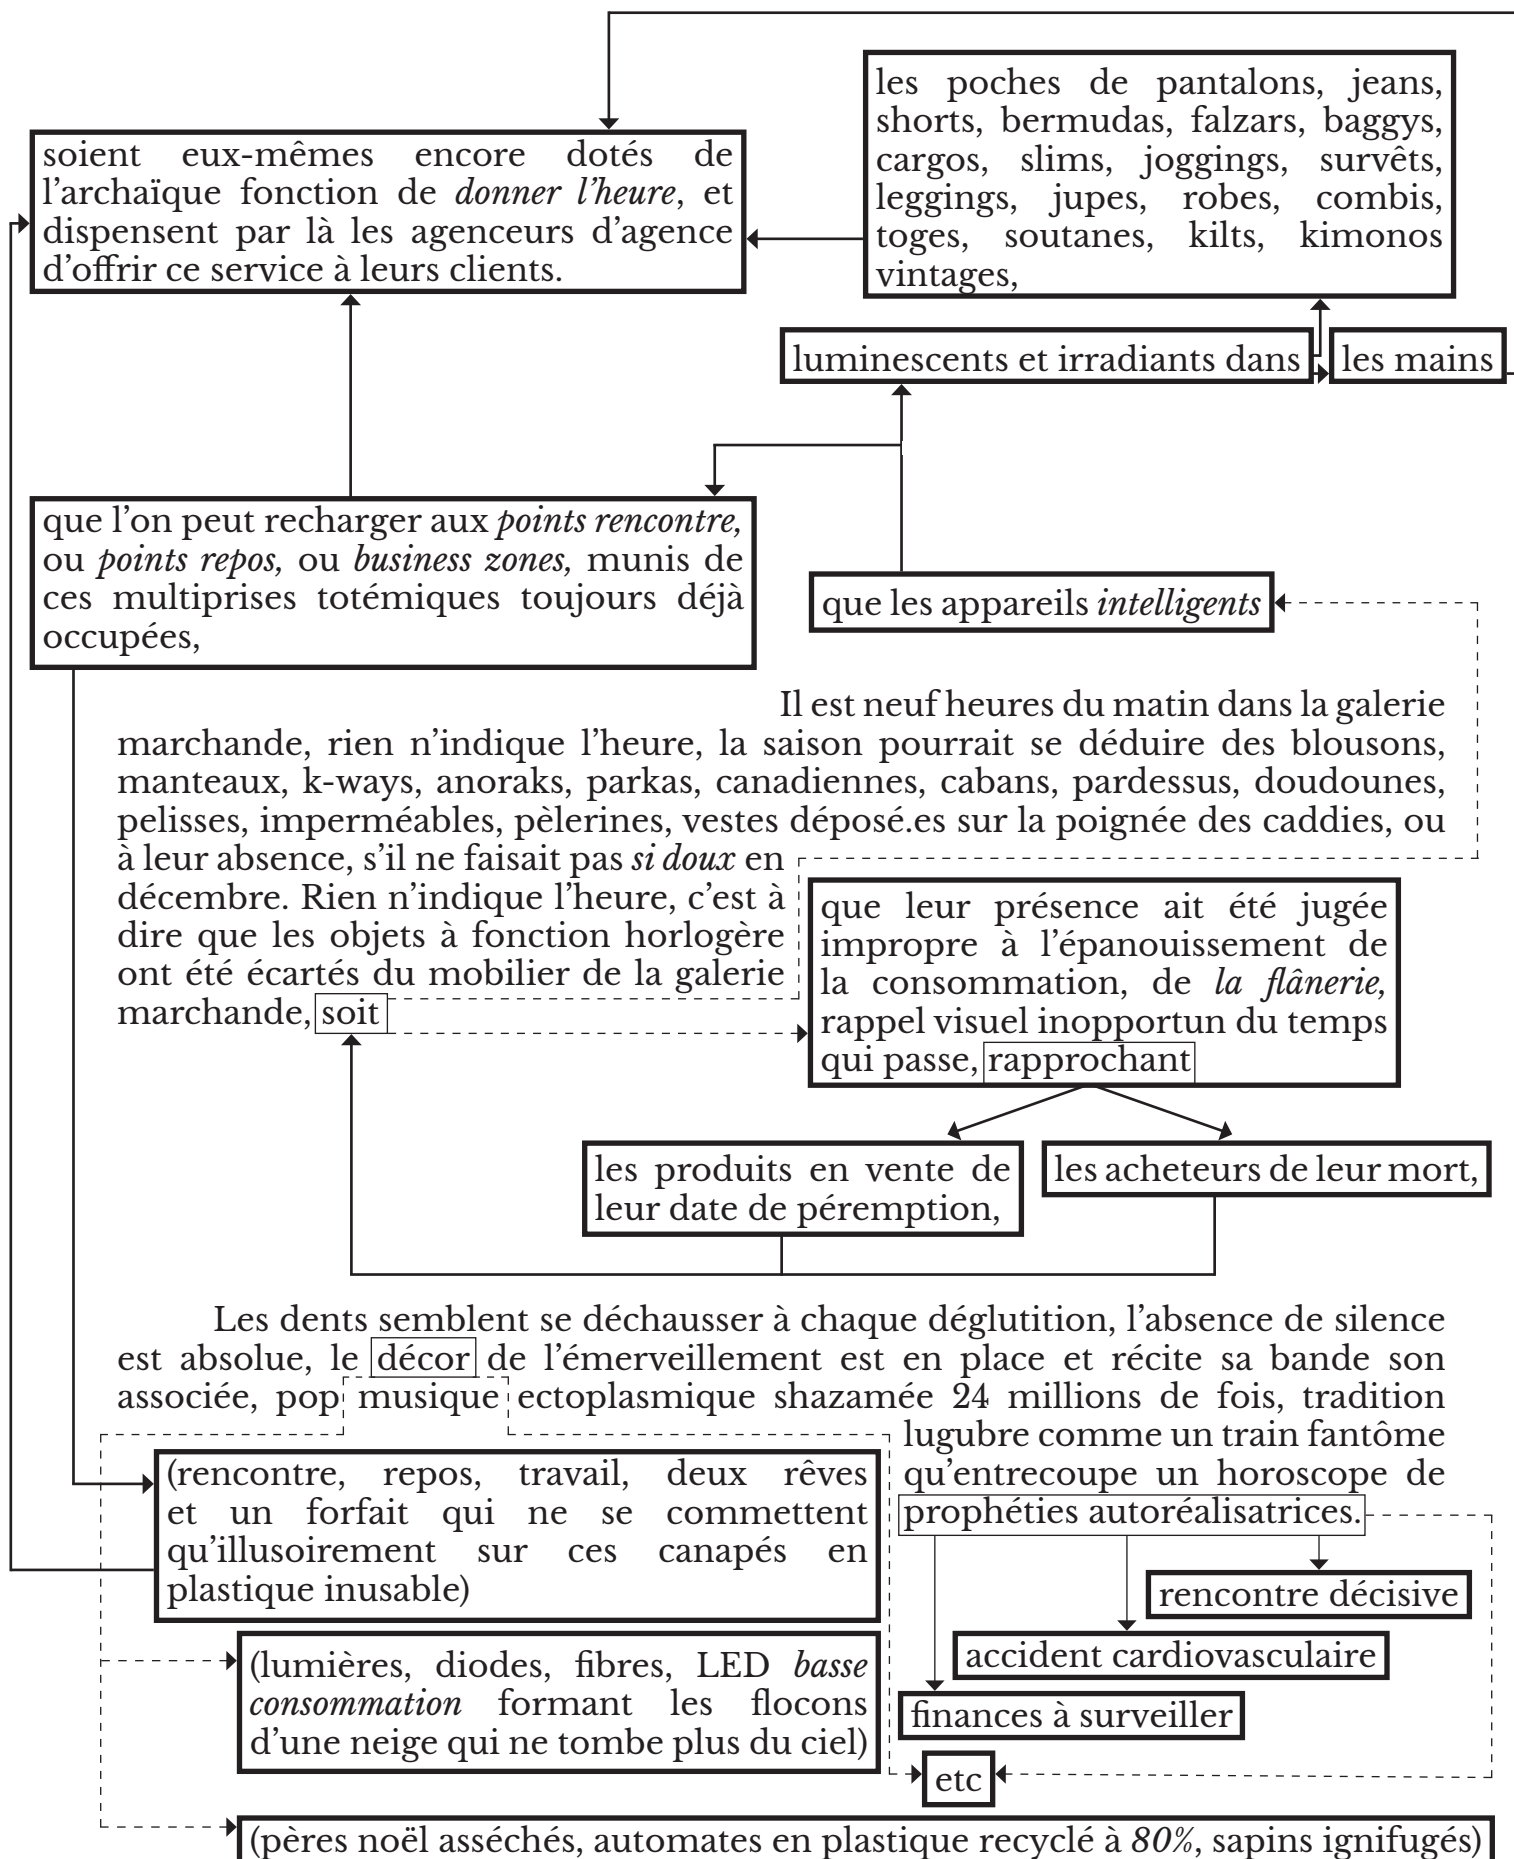 les poches de pantalons, jeans,
shorts, bermudas, falzars, baggys,
cargos, slims, joggings, survêts,
leggings, jupes, robes, combis,
toges, soutanes, kilts, kimonos
vintages,
soient eux-mêmes encore dotés de
l’archaïque fonction de donner l’heure, et
dispensent par là les agenceurs d’agence
d’offrir ce service à leurs clients.
luminescents et irradiants dans
les mains
que l’on peut recharger aux points rencontre,
ou points repos, ou business zones, munis de
ces multiprises totémiques toujours déjà
occupées,
que les appareils intelligents
Il est neuf heures du matin dans la galerie
marchande, rien n’indique l’heure, la saison pourrait se déduire des blousons,
manteaux, k-ways, anoraks, parkas, canadiennes, cabans, pardessus, doudounes,
pelisses, imperméables, pèlerines, vestes déposé.es sur la poignée des caddies, ou
à leur absence, s’il ne faisait pas si doux en
décembre. Rien n’indique l’heure, c’est à
dire que les objets à fonction horlogère
ont été écartés du mobilier de la galerie
marchande, soit
que leur présence ait été jugée
impropre à l’épanouissement de
la consommation, de la flânerie,
rappel visuel inopportun du temps
qui passe, rapprochant
les produits en vente de
leur date de péremption,
les acheteurs de leur mort,
Les dents semblent se déchausser à chaque déglutition, l’absence de silence
est absolue, le décor de l’émerveillement est en place et récite sa bande son
associée, pop musique ectoplasmique shazamée 24 millions de fois, tradition
lugubre comme un train fantôme
qu’entrecoupe un horoscope de
prophéties autoréalisatrices.
(rencontre, repos, travail, deux rêves
et un forfait qui ne se commettent
qu’illusoirement sur ces canapés en
plastique inusable)
rencontre décisive
accident cardiovasculaire
finances à surveiller
(lumières, diodes, fibres, LED basse
consommation formant les flocons
d’une neige qui ne tombe plus du ciel)
etc
(pères noël asséchés, automates en plastique recyclé à 80%, sapins ignifugés)